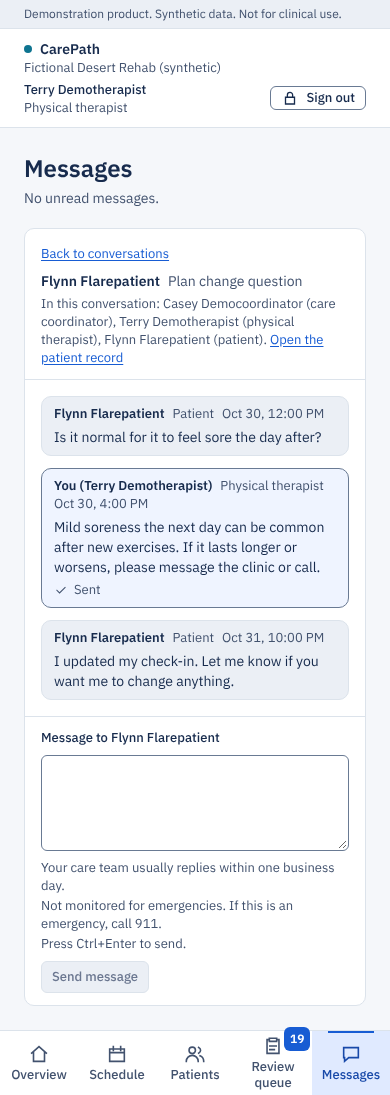 Demonstration product. Synthetic data. Not for clinical use.
CarePath
Fictional Desert Rehab (synthetic)
Terry Demotherapist
Physical therapist
Sign out
Messages
No unread messages.
Back to conversations
Flynn Flarepatient Plan change question
In this conversation: Casey Democoordinator (care
coordinator), Terry Demotherapist (physical
therapist), Flynn Flarepatient (patient). Open the
patient record
Flynn Flarepatient Patient Oct 30, 12:00 PM
Is it normal for it to feel sore the day after?
You (Terry Demotherapist) Physical therapist
Oct 30, 4:00 PM
Mild soreness the next day can be common
after new exercises. If it lasts longer or
worsens, please message the clinic or call.
Sent
Flynn Flarepatient Patient Oct 31, 10:00 PM
I updated my check-in. Let me know if you
want me to change anything.
Message to Flynn Flarepatient
Your care team usually replies within one business
day.
Not monitored for emergencies. If this is an
emergency, call 911.
Press Ctrl+Enter to send.
Send message
Overview
Schedule
Patients
19
Review
queue
Messages